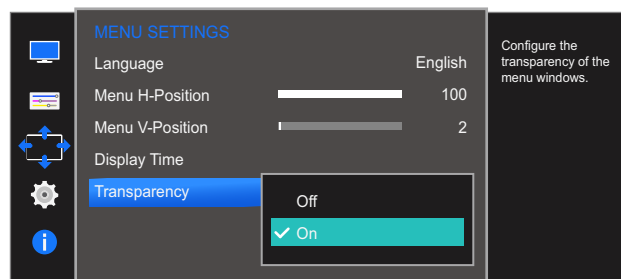 MENU SETTINGS
Language English
Menu H-Position 100
Menu V-Position 2
Display Time
Transparency
Off
On
Configure the
transparency of the
menu windows.